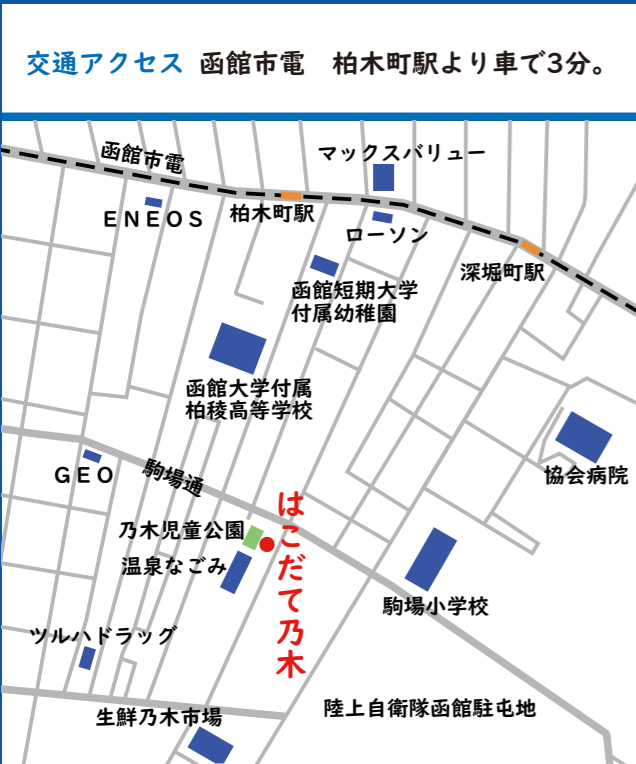 交通アクセス 函館市電　柏木町駅より車で3分。
函館市電
マックスバリュー
ENEOS
柏木町駅
ローソン
深堀町駅
函館短期大学
付属幼稚園
函館大学付属
柏稜高等学校
GEO
駒場通
協会病院
はこだて乃木
乃木児童公園
温泉なごみ
駒場小学校
ツルハドラッグ
生鮮乃木市場
陸上自衛隊函館駐屯地